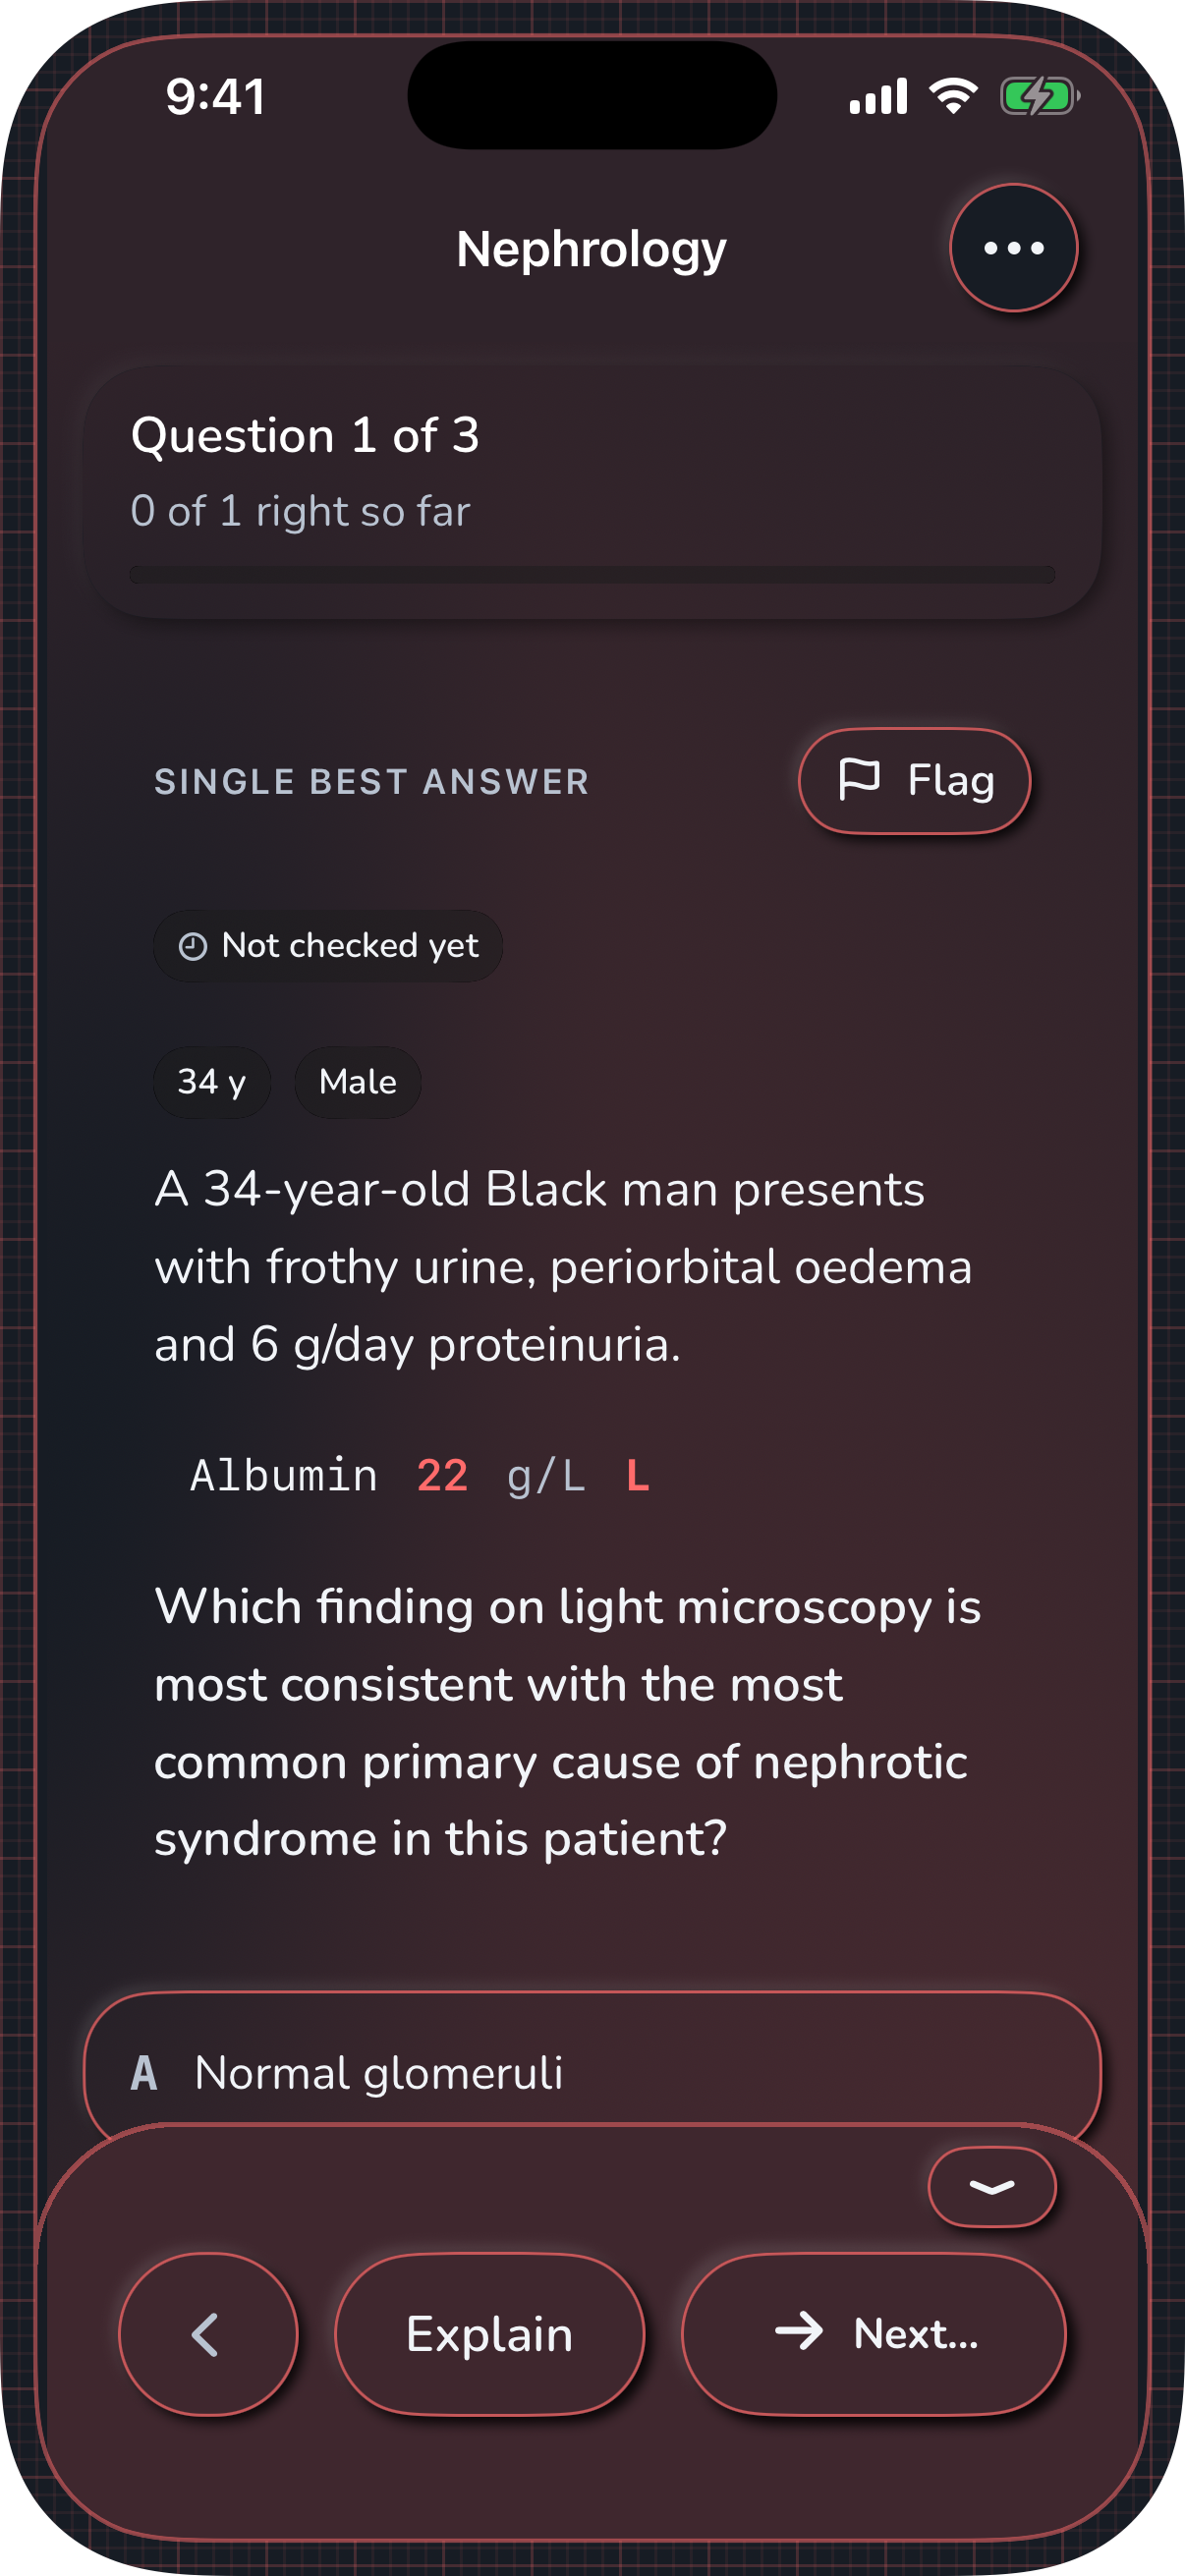 9:41
Nephrology
Question 1 of 3
0 of 1 right so far
SINGLE BEST ANSWER
Flag
Not checked yet
34 y Male
A 34-year-old Black man presents
with frothy urine, periorbital oedema
and 6 g/day proteinuria.
Albumin 22 g/L L
Which finding on light microscopy is
most consistent with the most
common primary cause of nephrotic
syndrome in this patient?
A Normal glomeruli
Explain
Next...